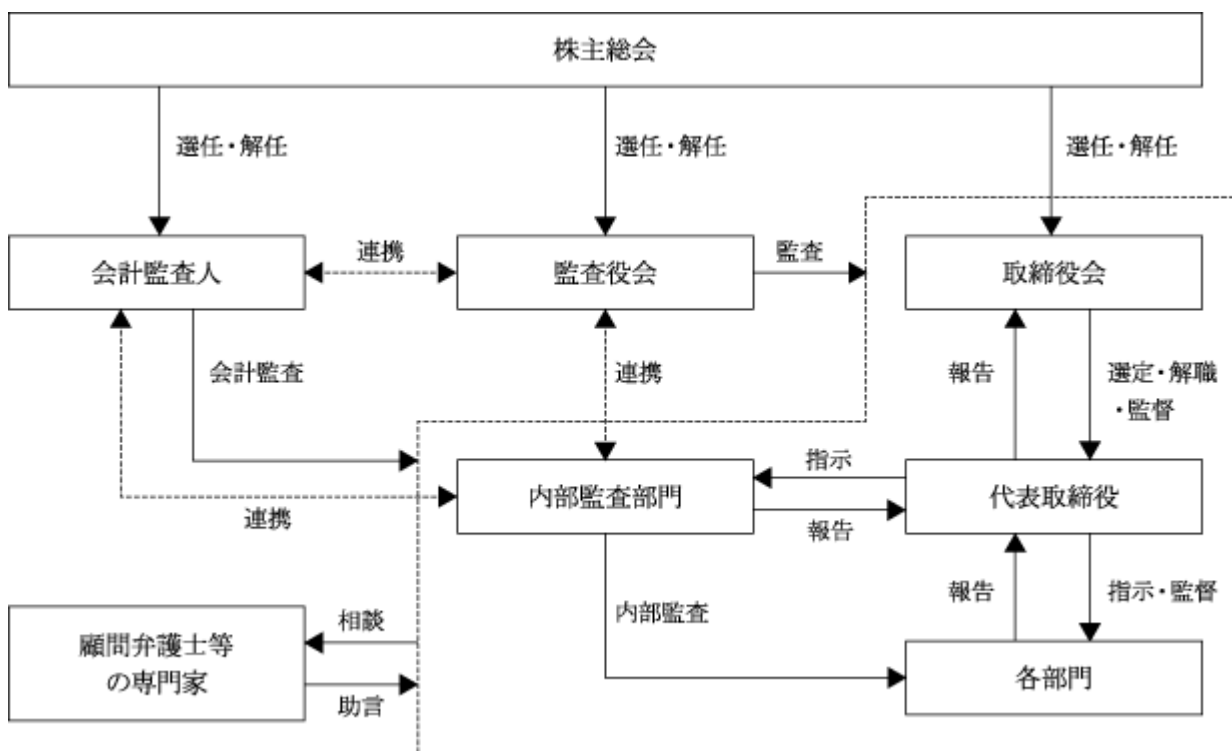 株主総会
選任・解任
選任・解任
選任・解任
会計監査人
連携
監査役会
監査
取締役会
会計監査
連携
報告
選定・解職
・監督
連携
内部監査部門
指示
報告
代表取締役
内部監査
報告
指示・監督
顧問弁護士等
の専門家
相談
助言
各部門